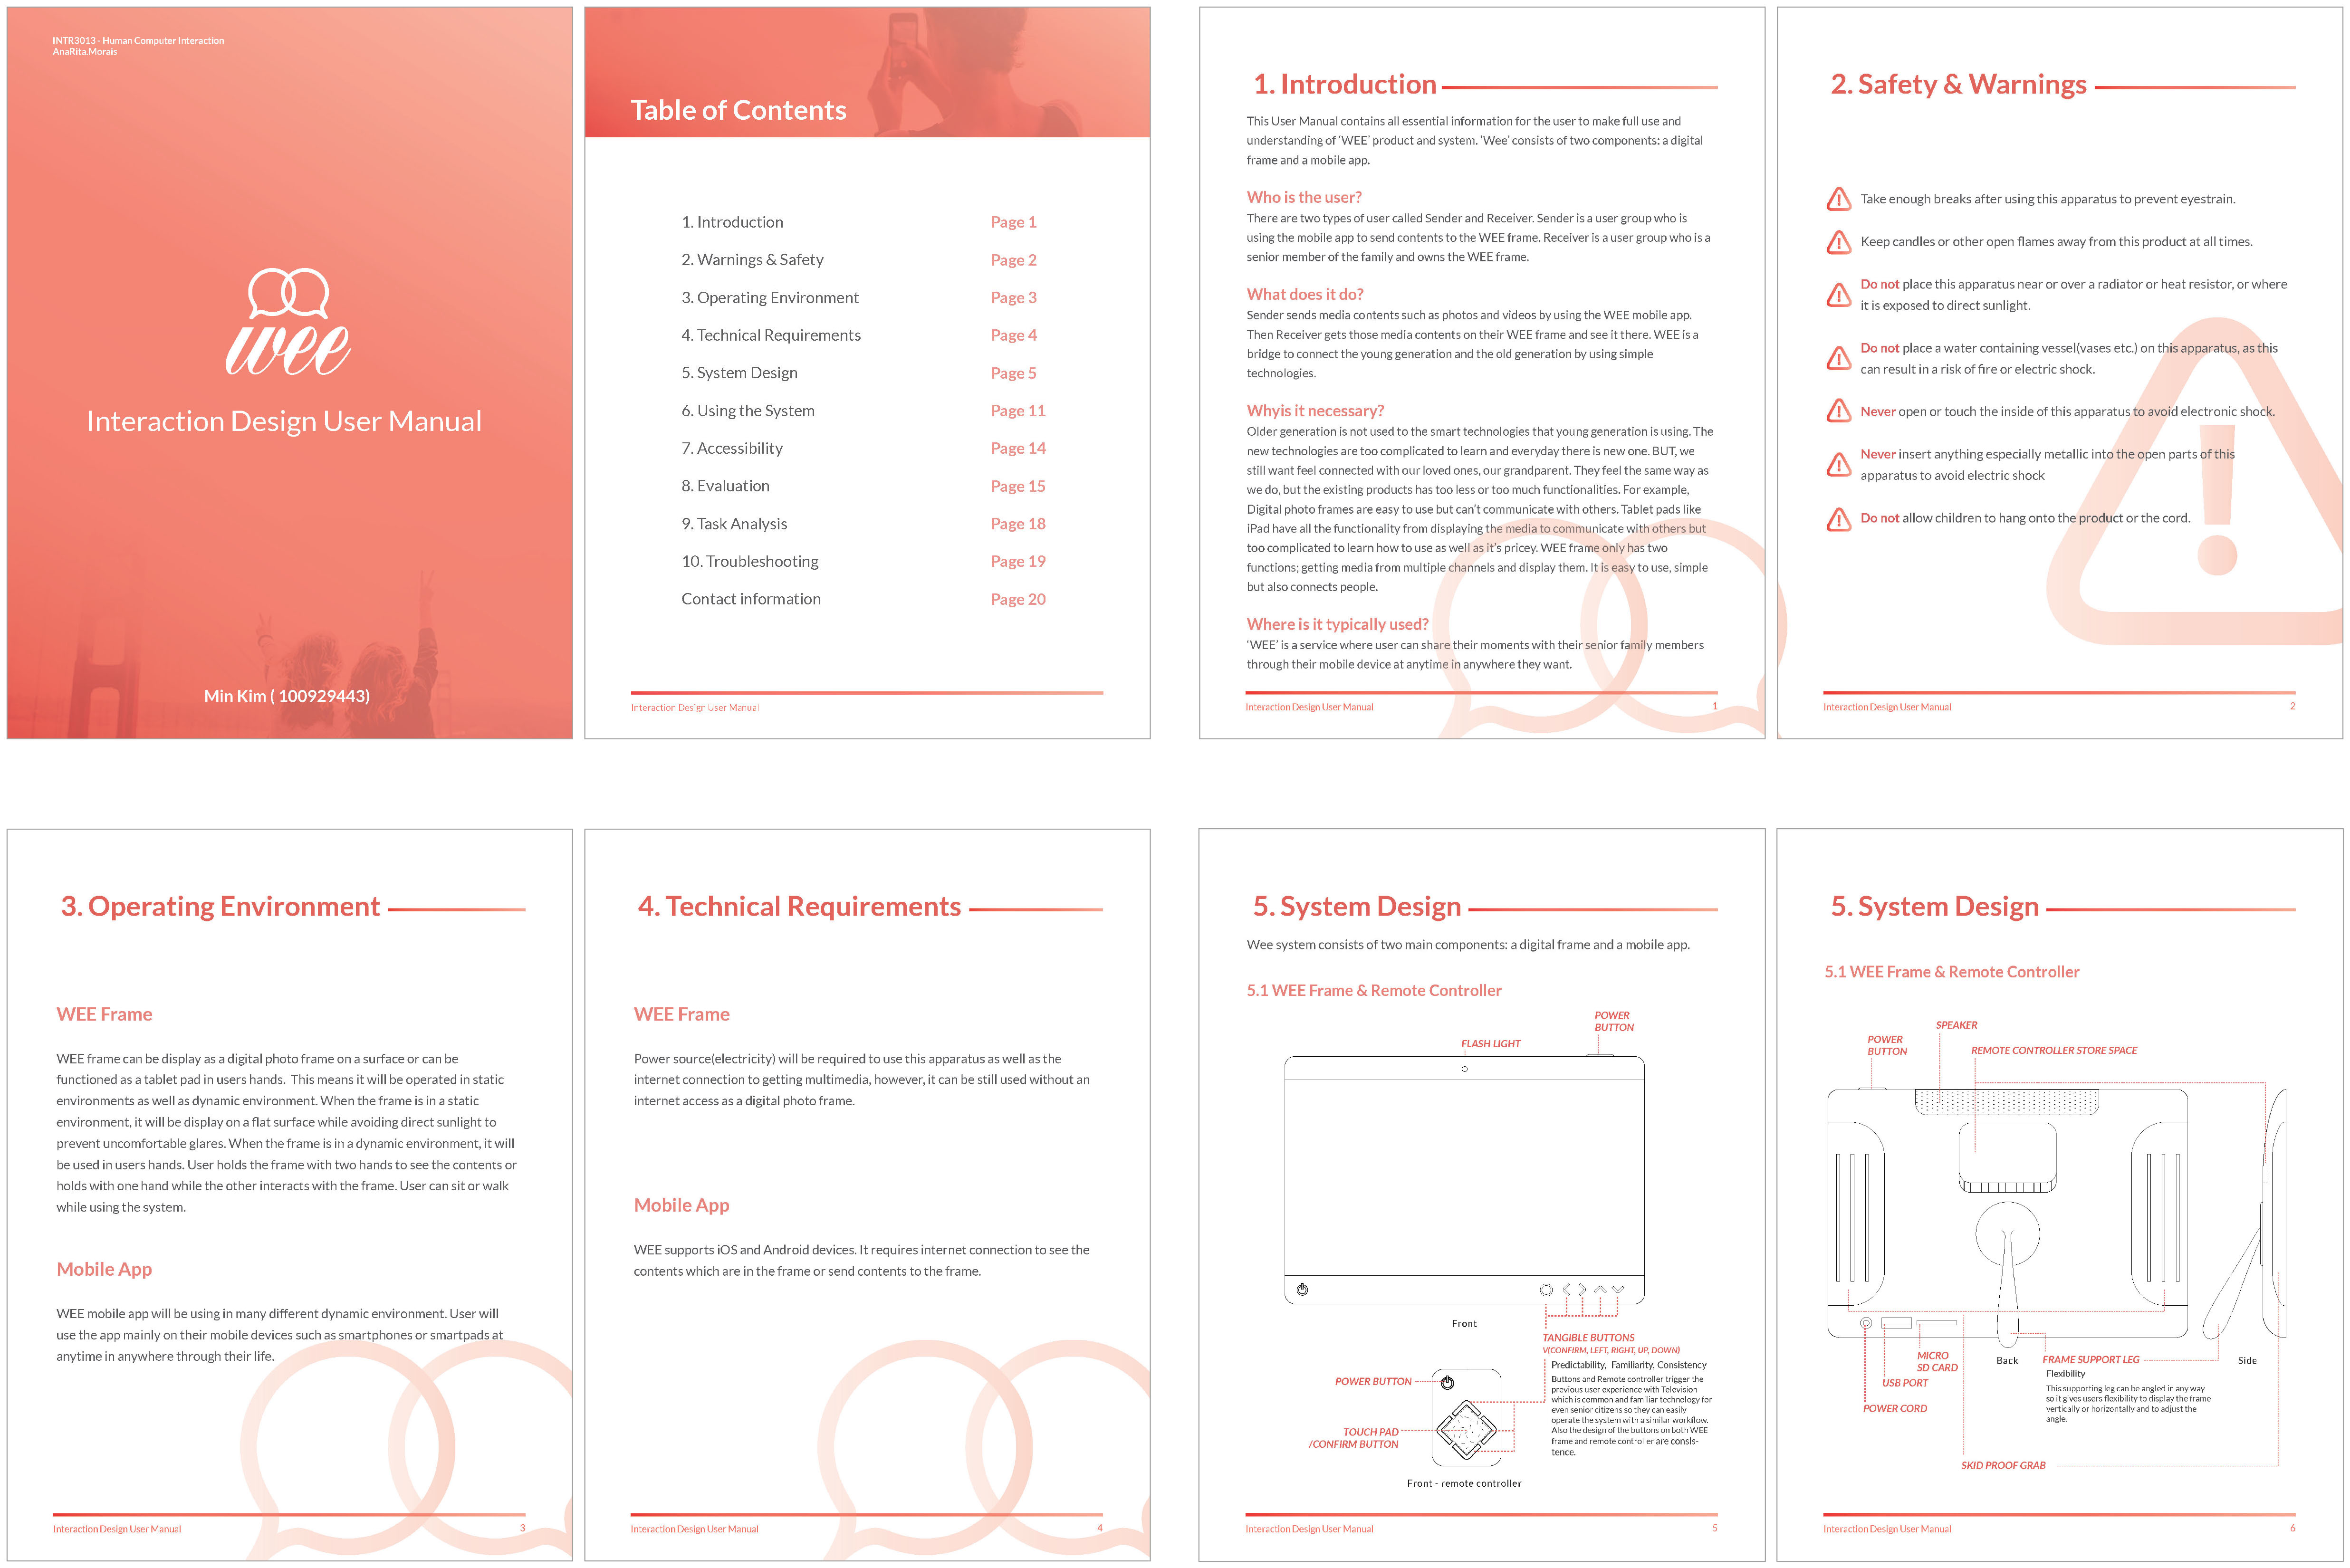 INTR3013 - Human Computer Interaction
AnaRita.Morais
wee
Interaction Design User Manual
Min Kim ( 100929443)
Table of Contents
1. Introduction Page 1
2. Warnings & Safety Page 2
3. Operating Environment Page 3
4. Technical Requirements Page 4
5. System Design Page 5
6. Using the System Page 11
7. Accessibility Page 14
8. Evaluation Page 15
9. Task Analysis Page 18
10. Troubleshooting Page 19
Contact information Page 20
Interaction Design User Manual
1. Introduction
This User Manual contains all essential information for the user to make full use and
understanding of ‘WEE’ product and system. ‘Wee’ consists of two components: a digital
frame and a mobile app.
Who is the user?
There are two types of user called Sender and Receiver. Sender is a user group who is
using the mobile app to send contents to the WEE frame. Receiver is a user group who is a
senior member of the family and owns the WEE frame.
What does it do?
Sender sends media contents such as photos and videos by using the WEE mobile app.
Then Receiver gets those media contents on their WEE frame and see it there. WEE is a
bridge to connect the young generation and the old generation by using simple
technologies.
Whyis it necessary?
Older generation is not used to the smart technologies that young generation is using. The
new technologies are too complicated to learn and everyday there is new one. BUT, we
still want feel connected with our loved ones, our grandparent. They feel the same way as
we do, but the existing products has too less or too much functionalities. For example,
Digital photo frames are easy to use but can’t communicate with others. Tablet pads like
iPad have all the functionality from displaying the media to communicate with others but
too complicated to learn how to use as well as it’s pricey. WEE frame only has two
functions; getting media from multiple channels and display them. It is easy to use, simple
but also connects people.
Where is it typically used?
‘WEE’ is a service where user can share their moments with their senior family members
through their mobile device at anytime in anywhere they want.
Interaction Design User Manual 1
2. Safety & Warnings
Take enough breaks after using this apparatus to prevent eyestrain.
Keep candles or other open flames away from this product at all times.
Do not place this apparatus near or over a radiator or heat resistor, or where
it is exposed to direct sunlight.
Do not place a water containing vessel(vases etc.) on this apparatus, as this
can result in a risk of fire or electric shock.
Never open or touch the inside of this apparatus to avoid electronic shock.
Never insert anything especially metallic into the open parts of this
apparatus to avoid electric shock
Do not allow children to hang onto the product or the cord.
Interaction Design User Manual 2
3. Operating Environment
WEE Frame
WEE frame can be display as a digital photo frame on a surface or can be
functioned as a tablet pad in users hands. This means it will be operated in static
environments as well as dynamic environment. When the frame is in a static
environment, it will be display on a flat surface while avoiding direct sunlight to
prevent uncomfortable glares. When the frame is in a dynamic environment, it will
be used in users hands. User holds the frame with two hands to see the contents or
holds with one hand while the other interacts with the frame. User can sit or walk
while using the system.
Mobile App
WEE mobile app will be using in many different dynamic environment. User will
use the app mainly on their mobile devices such as smartphones or smartpads at
anytime in anywhere through their life.
Interaction Design User Manual 3
4. Technical Requirements
WEE Frame
Power source(electricity) will be required to use this apparatus as well as the
internet connection to getting multimedia, however, it can be still used without an
internet access as a digital photo frame.
Mobile App
WEE supports iOS and Android devices. It requires internet connection to see the
contents which are in the frame or send contents to the frame.
Interaction Design User Manual 4
5. System Design
Wee system consists of two main components: a digital frame and a mobile app.
5.1 WEE Frame & Remote Controller
POWER
BUTTON
FLASH LIGHT
Front
TANGIBLE BUTTONS
V(CONFIRM, LEFT, RIGHT, UP, DOWN)
Predictability, Familiarity, Consistency
Buttons and Remote controller trigger the
previous user experience with Television
which is common and familiar technology for
even senior citizens so they can easily
operate the system with a similar workflow.
Also the design of the buttons on both WEE
frame and remote controller are consis-
tence.
POWER BUTTON
TOUCH PAD
/CONFIRM BUTTON
Front - remote controller
Interaction Design User Manual 5
5. System Design
5.1 WEE Frame & Remote Controller
SPEAKER
POWER
BUTTON
REMOTE CONTROLLER STORE SPACE
MICRO
SD CARD
USB PORT
POWER CORD
Back
FRAME SUPPORT LEG
Side
Flexibility
This supporting leg can be angled in any way
so it gives users flexibility to display the frame
vertically or horizontally and to adjust the
angle.
SKID PROOF GRAB
Interaction Design User Manual 6